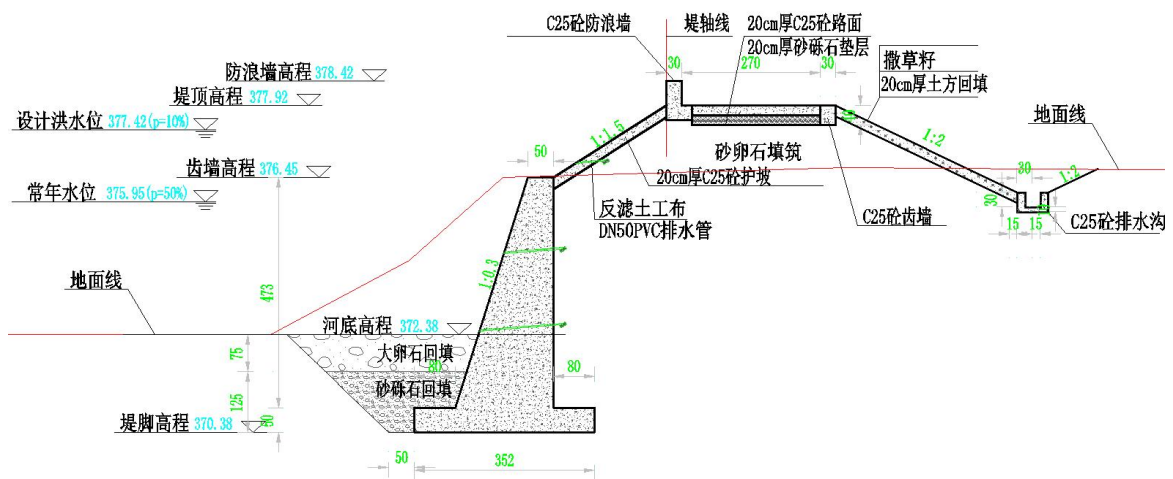 C25砼防浪墙
堤轴线
20cm厚C25砼路面
20cm厚砂砾石垫层
30
270
30
撒草籽
20cm厚土方回填
防浪墙高程 378.42
堤顶高程 377.92
设计洪水位 377.42(p=10%)
齿墙高程 376.45
常年水位 375.95(p=50%)
地面线
1:1.5
1:2
50
砂卵石填筑
20cm厚C25砼护坡
反滤土工布
DN50PVC排水管
C25砼齿墙
30
1:2
30
15
15
C25砼排水沟
地面线
473
1:0.3
河底高程 372.38
大卵石回填
75
80
80
砂砾石回填
125
堤脚高程 370.38
50
352